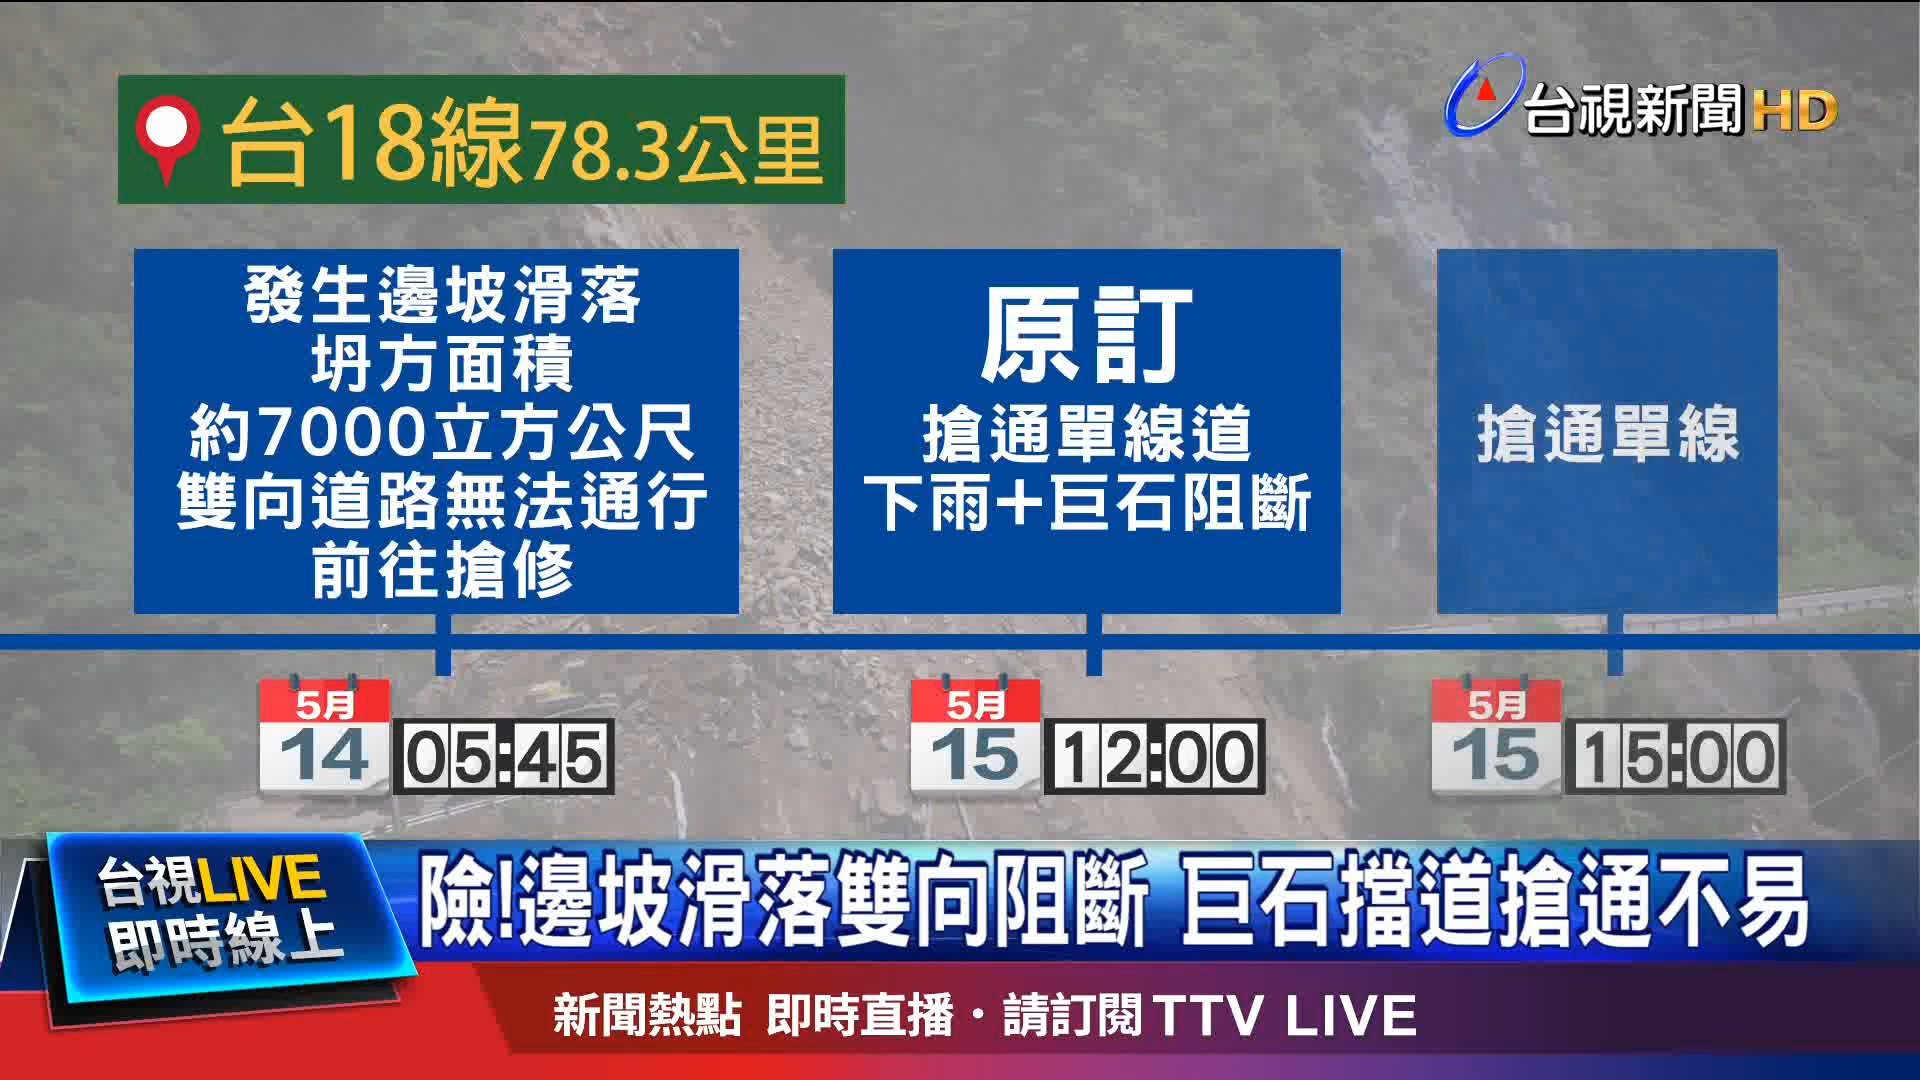 台18線78.3公里
台視新聞HD
發生邊坡滑落
坍方面積
約7000立方公尺
雙向道路無法通行
前往搶修
原訂
搶通單線道
下雨+巨石阻斷
搶通單線
5月
14
05:45
5月
15
12:00
5月
15
15:00
台視LIVE
即時線上
險!邊坡滑落雙向阻斷 巨石擋道搶通不易
新聞熱點 即時直播·請訂閱TTV LIVE